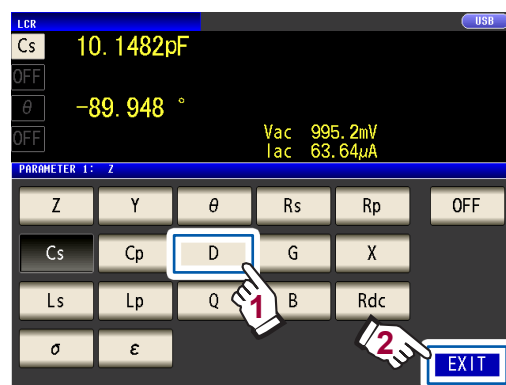 LCR USB
Cs 10.1482pF
OFF
θ -89.948 °
OFF Vac 995.2mV
Iac 63.64μA
PARAMETER 1: Z
Z Y θ Rs Rp OFF
Cs Cp D G X
Ls Lp Q 1 B Rdc
2
σ ε EXIT